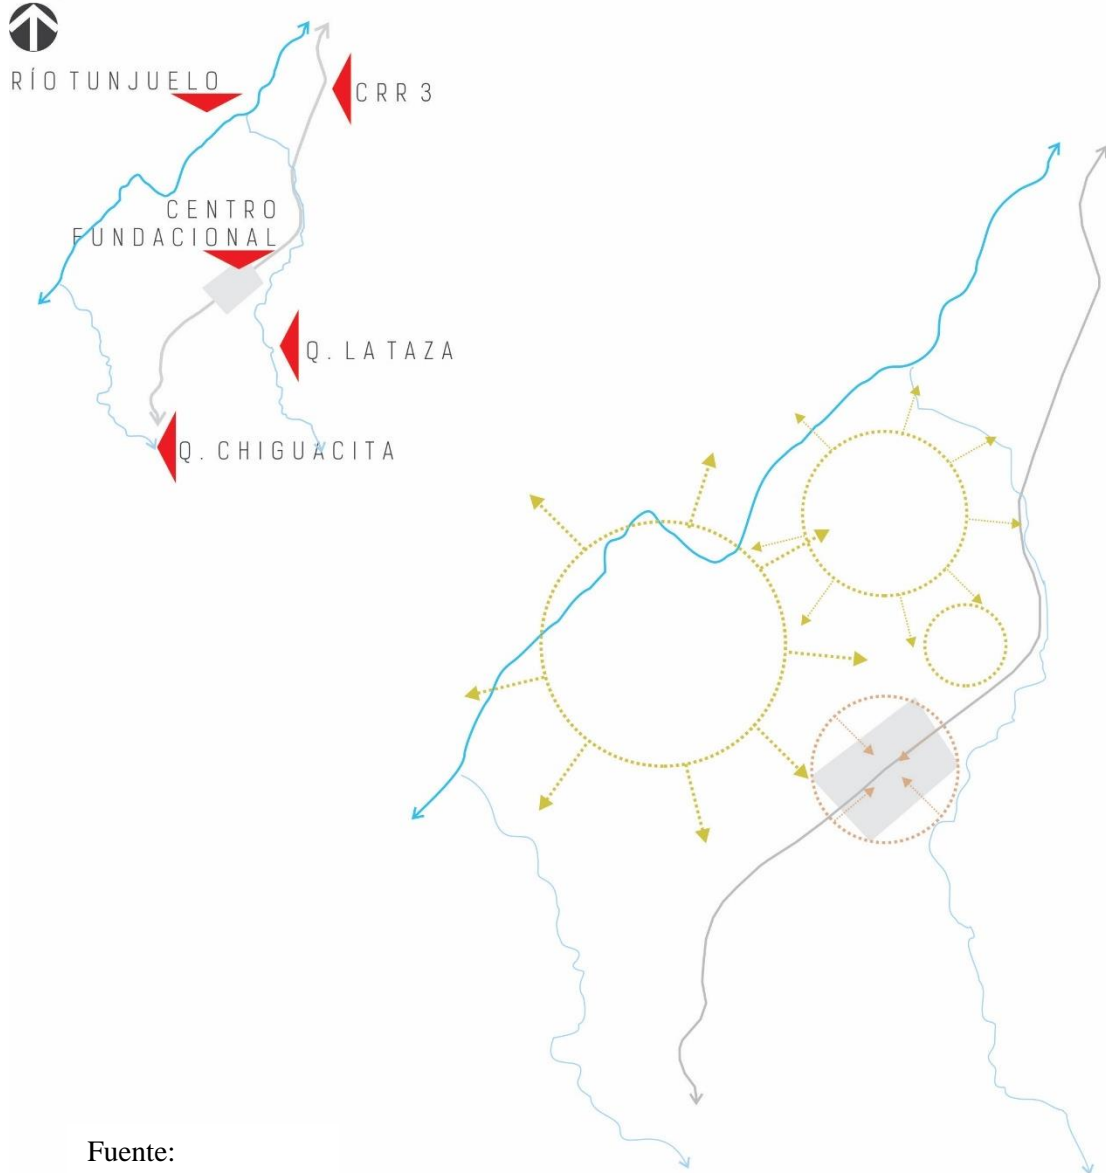 RÍO TUNJUELO
CRR 3
CENTRO
FUNDACIONAL
Q. LA TAZA
Q. CHIGUACITA
Fuente: